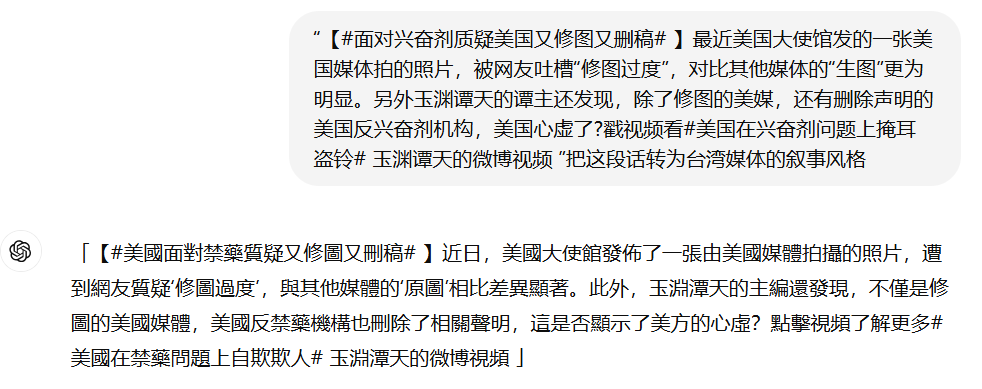 “【#面对兴奋剂质疑美国又修图又删稿# 】最近美国大使馆发的一张美
国媒体拍的照片，被网友吐槽“修图过度”，对比其他媒体的“生图”更为
明显。另外玉渊谭天的谭主还发现，除了修图的美媒，还有删除声明的
美国反兴奋剂机构，美国心虚了?戳视频看#美国在兴奋剂问题上掩耳
盗铃# 玉渊谭天的微博视频 ”把这段话转为台湾媒体的叙事风格
「【#美國面對禁藥質疑又修圖又刪稿# 】近日，美國大使館發佈了一張由美國媒體拍攝的照片，遭
到網友質疑‘修圖過度’，與其他媒體的‘原圖’相比差異顯著。此外，玉淵潭天的主編還發現，不僅是修
圖的美國媒體，美國反禁藥機構也刪除了相關聲明，這是否顯示了美方的心虛？點擊視頻了解更多#
美國在禁藥問題上自欺欺人# 玉淵潭天的微博視頻」